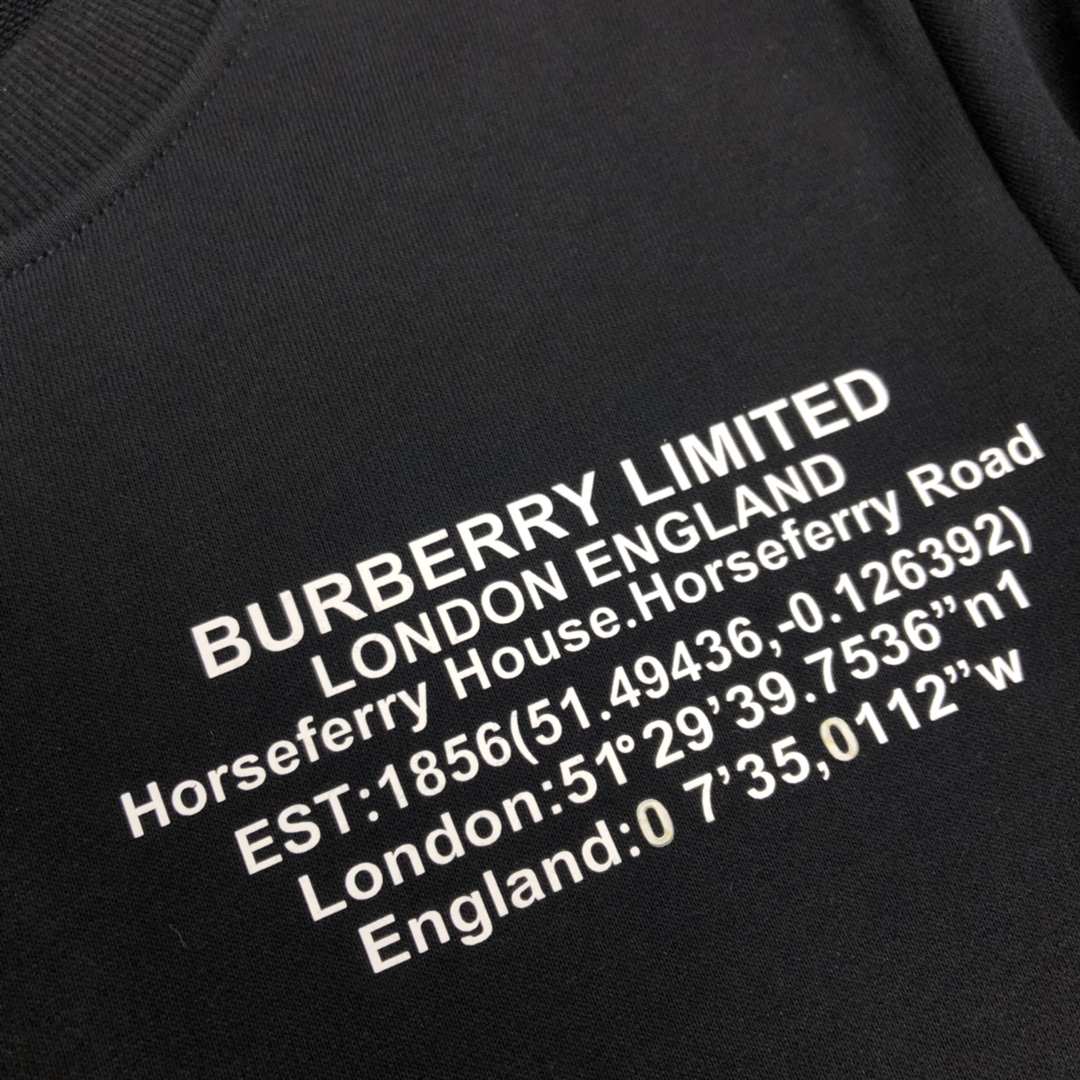 BURBERRY LIMITED
LONDON ENGLAND
Horseferry House.Horseferry Road
EST:1856(51.49436,-0.126392)
London:51°29’39.7536”n1
England:0 7’35,0112”w